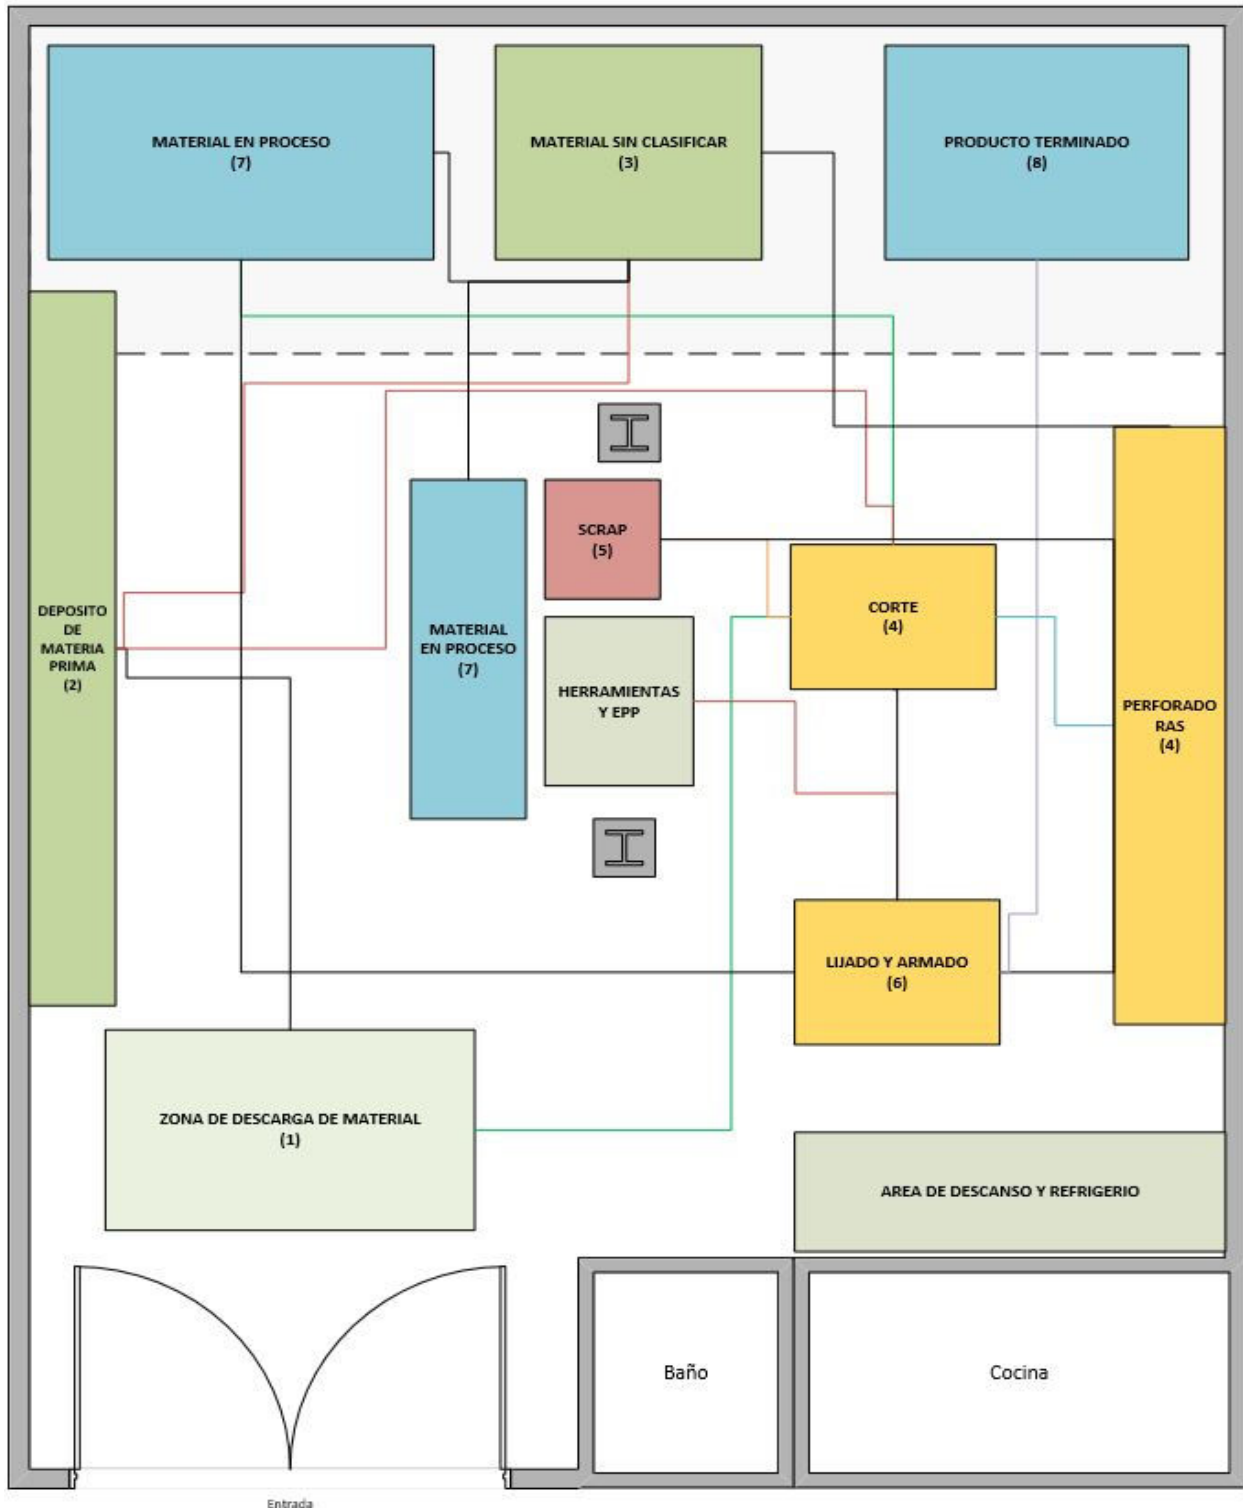 MATERIAL EN PROCESO
(7)
MATERIAL SIN CLASIFICAR
(3)
PRODUCTO TERMINADO
(8)
DEPOSITO
DE
MATERIA
PRIMA
(2)
SCRAP
(5)
CORTE
(4)
MATERIAL
EN PROCESO
(7)
HERRAMIENTAS
Y EPP
PERFORADO
RAS
(4)
LIJADO Y ARMADO
(6)
ZONA DE DESCARGA DE MATERIAL
(1)
AREA DE DESCANSO Y REFRIGERIO
Baño
Cocina
Entrada